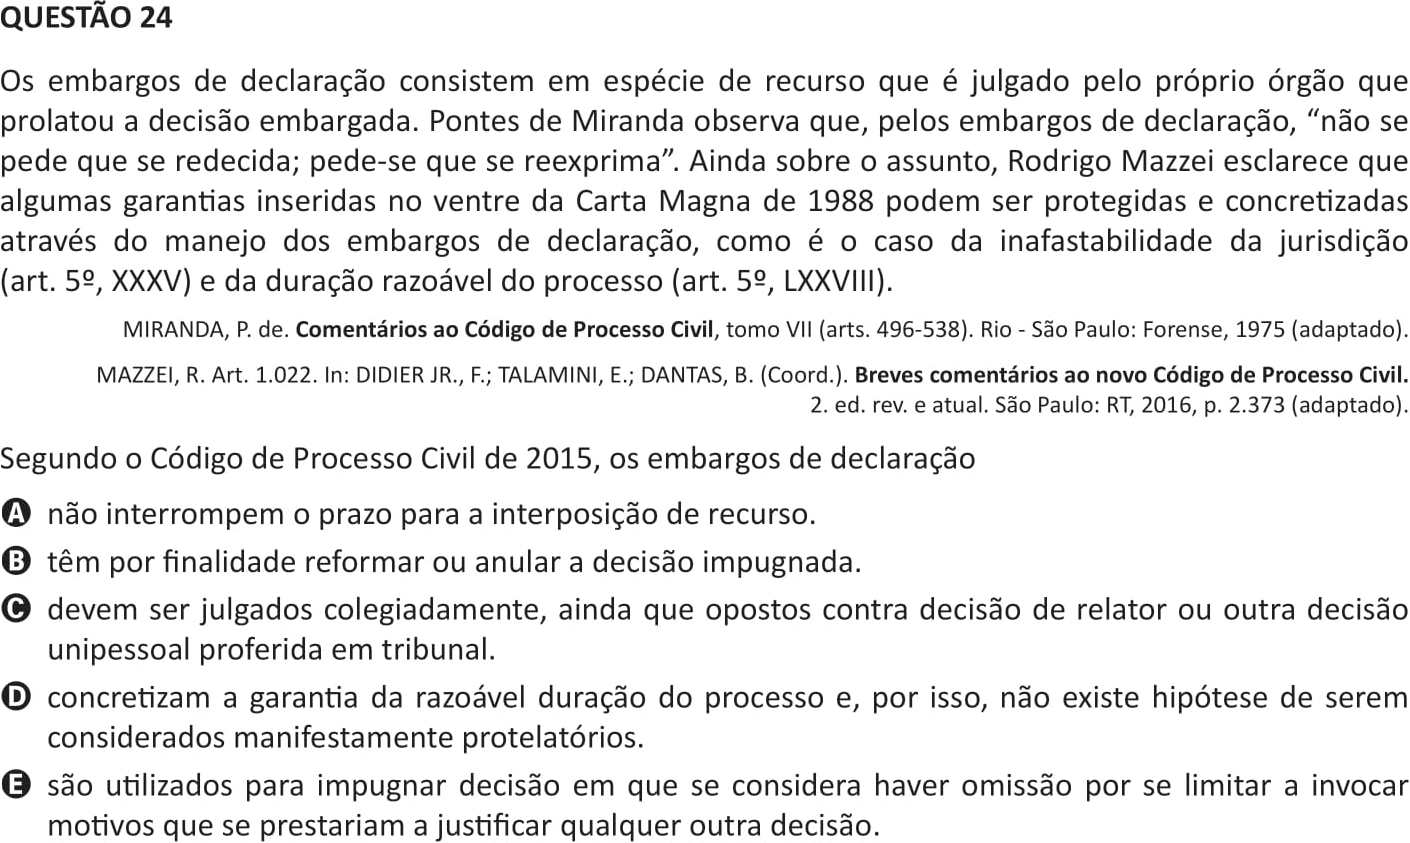 QUESTÃO 24
Os embargos de declaração consistem em espécie de recurso que é julgado pelo próprio órgão que
prolatou a decisão embargada. Pontes de Miranda observa que, pelos embargos de declaração, “não se
pede que se redecida; pede-se que se reexprima”. Ainda sobre o assunto, Rodrigo Mazzei esclarece que
algumas garantias inseridas no ventre da Carta Magna de 1988 podem ser protegidas e concretizadas
através do manejo dos embargos de declaração, como é o caso da inafastabilidade da jurisdição
(art. 5º, XXXV) e da duração razoável do processo (art. 5º, LXXVIII).
MIRANDA, P. de. Comentários ao Código de Processo Civil, tomo VII (arts. 496-538). Rio - São Paulo: Forense, 1975 (adaptado).
MAZZEI, R. Art. 1.022. In: DIDIER JR., F.; TALAMINI, E.; DANTAS, B. (Coord.). Breves comentários ao novo Código de Processo Civil.
2. ed. rev. e atual. São Paulo: RT, 2016, p. 2.373 (adaptado).
Segundo o Código de Processo Civil de 2015, os embargos de declaração
A não interrompem o prazo para a interposição de recurso.
B têm por finalidade reformar ou anular a decisão impugnada.
C devem ser julgados colegiadamente, ainda que opostos contra decisão de relator ou outra decisão
unipessoal proferida em tribunal.
D concretizam a garantia da razoável duração do processo e, por isso, não existe hipótese de serem
considerados manifestamente protelatórios.
E são utilizados para impugnar decisão em que se considera haver omissão por se limitar a invocar
motivos que se prestariam a justificar qualquer outra decisão.